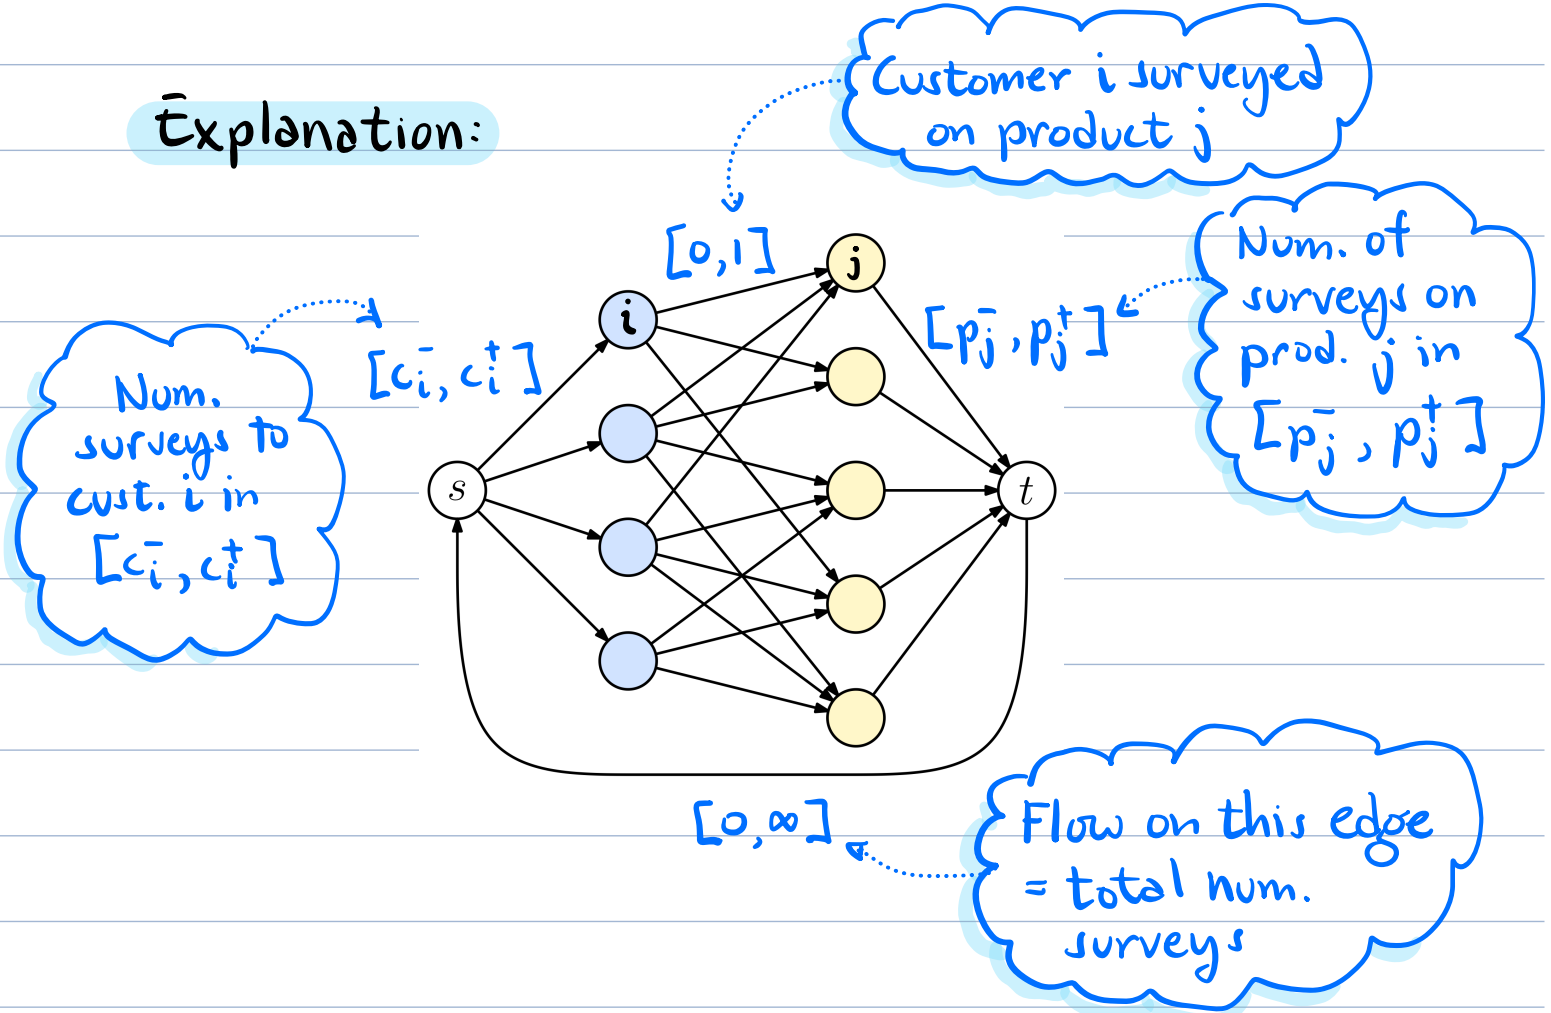 Explanation:
Customer i surveyed
on product j
[0,1]
j
i
Num. of
surveys on
prod. j in
[p_j^-, p_j^+]
[p_j^-, p_j^+]
[c_i^-, c_i^+]
Num.
surveys to
cust. i in
[c_i^-, c_i^+]
s
t
[0,∞]
Flow on this edge
= total num.
surveys